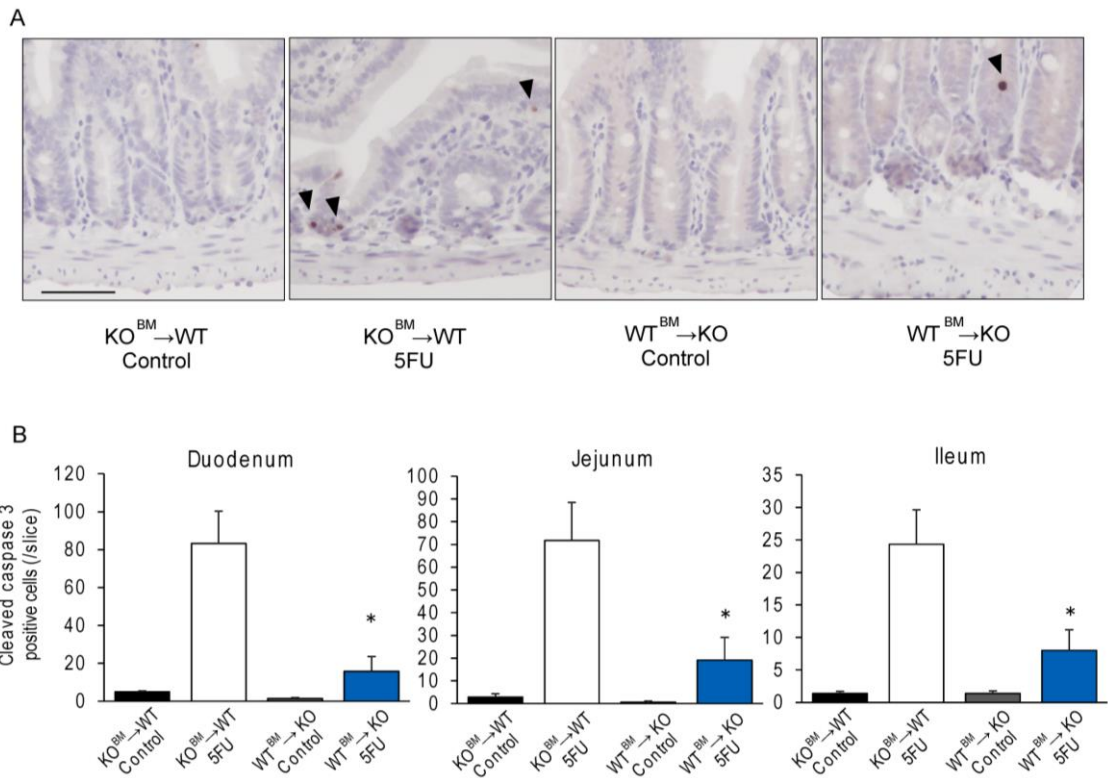 A
KO BM →WT
Control
KO BM →WT
5FU
WT BM →KO
Control
WT BM →KO
5FU
B
Duodenum
Jejunum
Ileum
Cleaved caspase 3
positive cells (/slice)
120
100
80
60
40
20
0
*
KO BM →WT
Control
KO BM →WT
5FU
WT BM → KO
Control
WT BM → KO
5FU
100
90
80
70
60
50
40
30
20
10
0
*
KO BM →WT
Control
KO BM →WT
5FU
WT BM → KO
Control
WT BM → KO
5FU
35
30
25
20
15
10
5
0
*
KO BM →WT
Control
KO BM →WT
5FU
WT BM → KO
Control
WT BM → KO
5FU